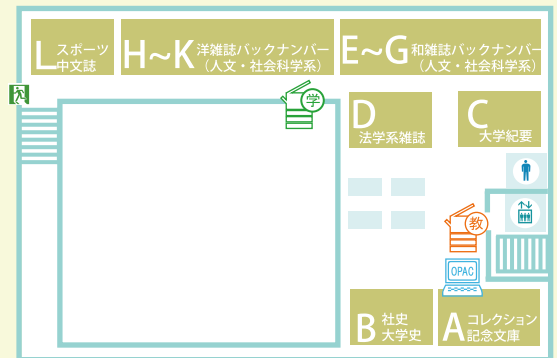 L スポーツ
中文誌
H~K 洋雑誌バックナンバー
（人文・社会科学系）
E~G 和雑誌バックナンバー
（人文・社会科学系）
学
D
法学系雑誌
C
大学紀要
教
OPAC
B 社史
大学史
A コレクション
記念文庫